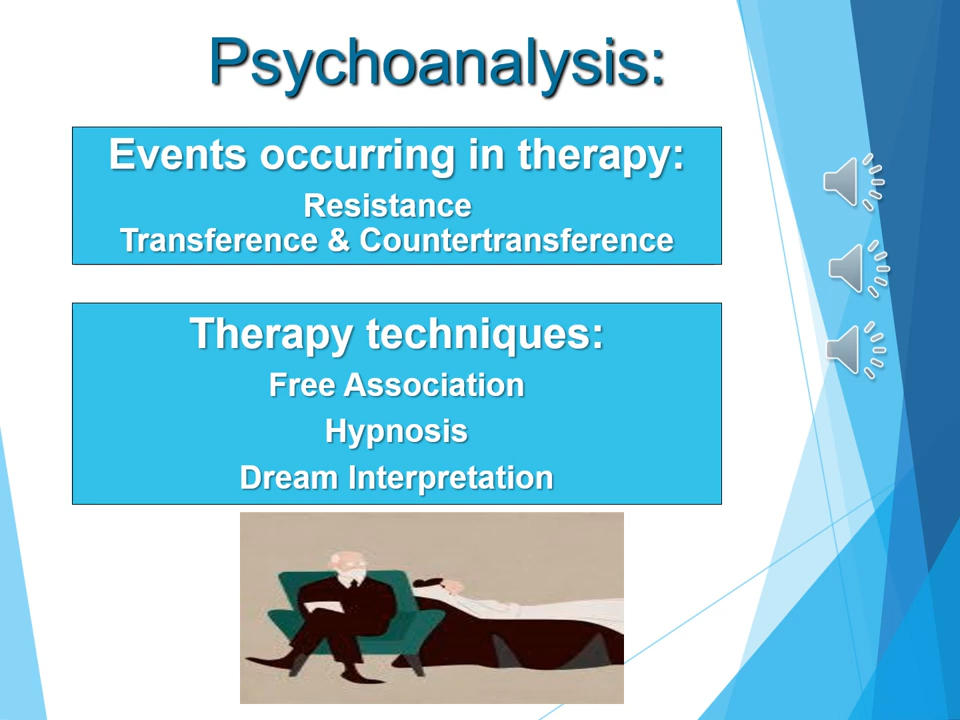 Psychoanalysis:
Events occurring in therapy:
Resistance
Transference & Countertransference
Therapy techniques:
Free Association
Hypnosis
Dream Interpretation